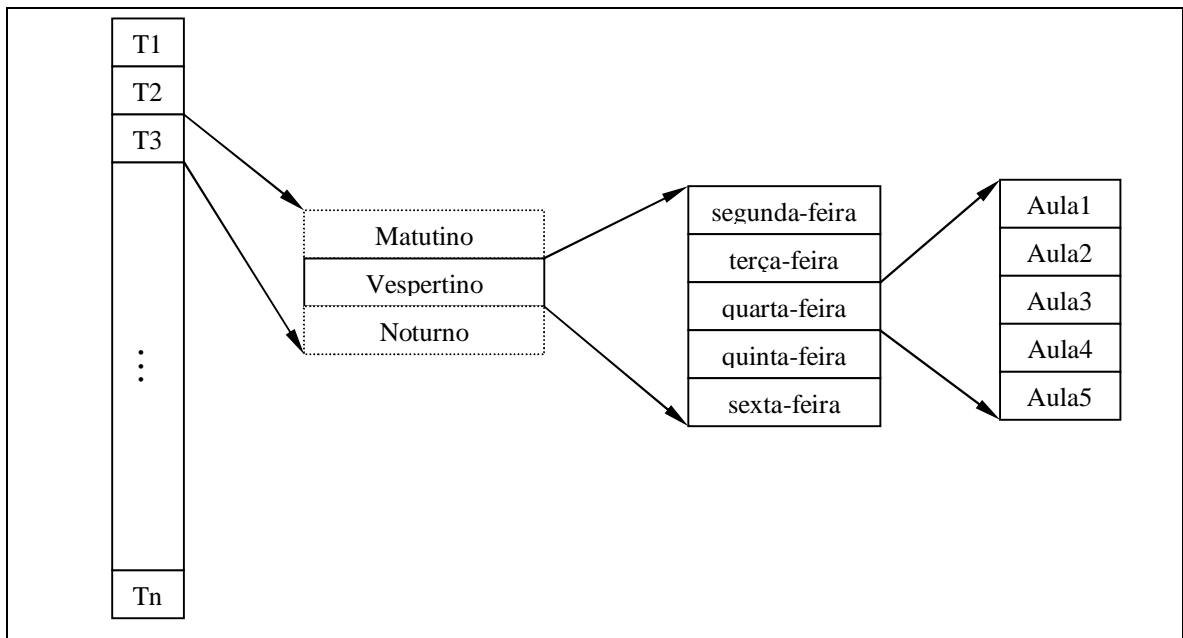 T1
T2
T3
⋮
Tn
Matutino
Vespertino
Noturno
segunda-feira
terça-feira
quarta-feira
quinta-feira
sexta-feira
Aula1
Aula2
Aula3
Aula4
Aula5